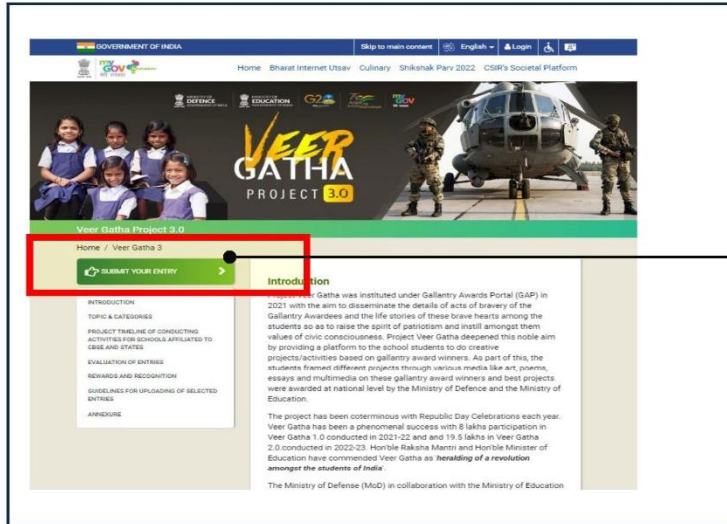 GOVERNMENT OF INDIA
Skip to main content
English
Login
my
GOV
मेरी सरकार
Home Bharat Internet Utsav Culinary Shikshak Parv 2022 CSIR's Societal Platform
MINISTRY OF
DEFENCE
MINISTRY OF
EDUCATION
G20
my
GOV
VEER
GATHA
PROJECT 3.0
Veer Gatha Project 3.0
Home / Veer Gatha 3
SUBMIT YOUR ENTRY
INTRODUCTION
TOPIC & CATEGORIES
PROJECT TIMELINE OF CONDUCTING
ACTIVITIES FOR SCHOOLS AFFILIATED TO
CBSE AND STATES
EVALUATION OF ENTRIES
REWARDS AND RECOGNITION
GUIDELINES FOR UPLOADING OF SELECTED
ENTRIES
ANNEXURE
Introduction
Project Veer Gatha was instituted under Gallantry Awards Portal (GAP) in
2021 with the aim to disseminate the details of acts of bravery of the
Gallantry Awardees and the life stories of these brave hearts among the
students so as to raise the spirit of patriotism and instill amongst them
values of civic consciousness. Project Veer Gatha deepened this noble aim
by providing a platform to the school students to do creative
projects/activities based on gallantry award winners. As part of this, the
students framed different projects through various media like art, poems,
essays and multimedia on these gallantry award winners and best projects
were awarded at national level by the Ministry of Defence and the Ministry of
Education.
The project has been coterminous with Republic Day Celebrations each year.
Veer Gatha has been a phenomenal success with 8 lakhs participation in
Veer Gatha 1.0 conducted in 2021-22 and and 19.5 lakhs in Veer Gatha
2.0.conducted in 2022-23. Hon'ble Raksha Mantri and Hon'ble Minister of
Education have commended Veer Gatha as 'heralding of a revolution
amongst the students of India'.
The Ministry of Defense (MoD) in collaboration with the Ministry of Education